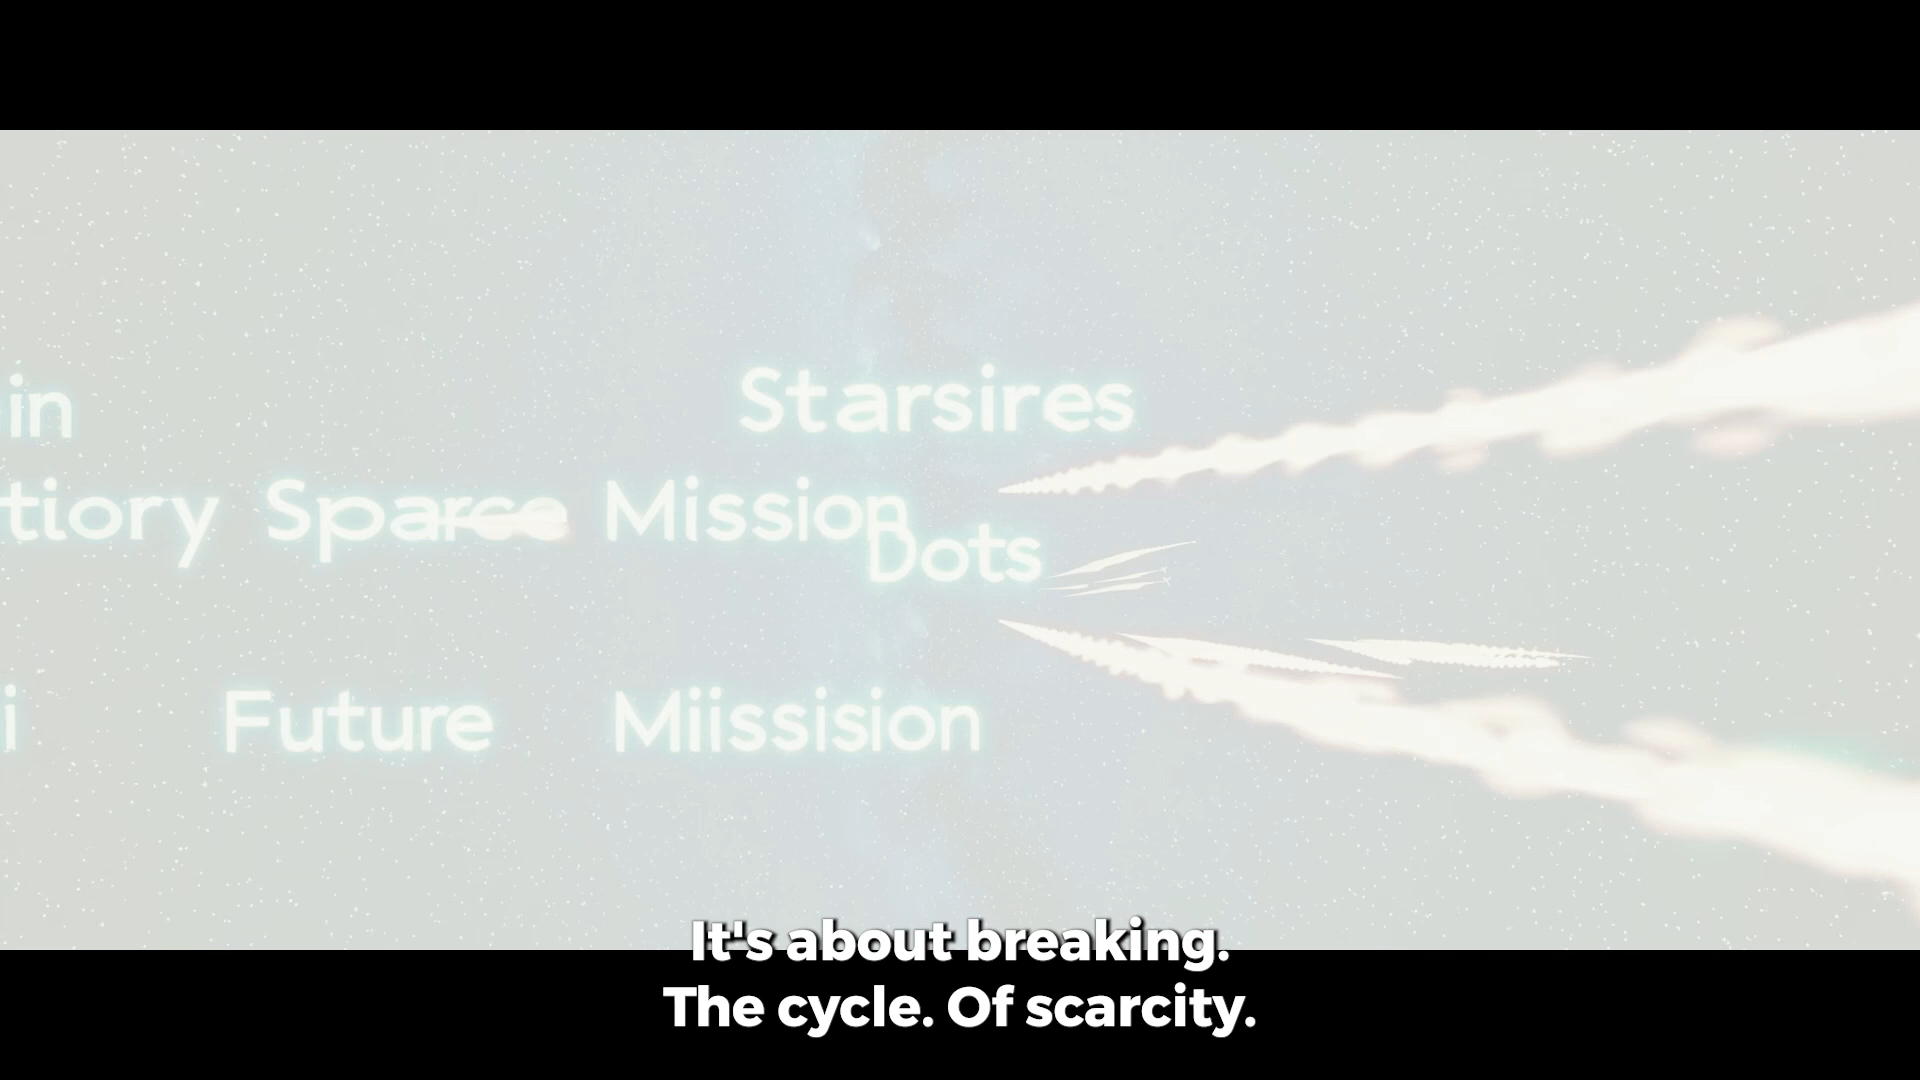 in
Starsires
tiory Sparce Mission
Dots
i Future Miissision
It's about breaking.
The cycle. Of scarcity.